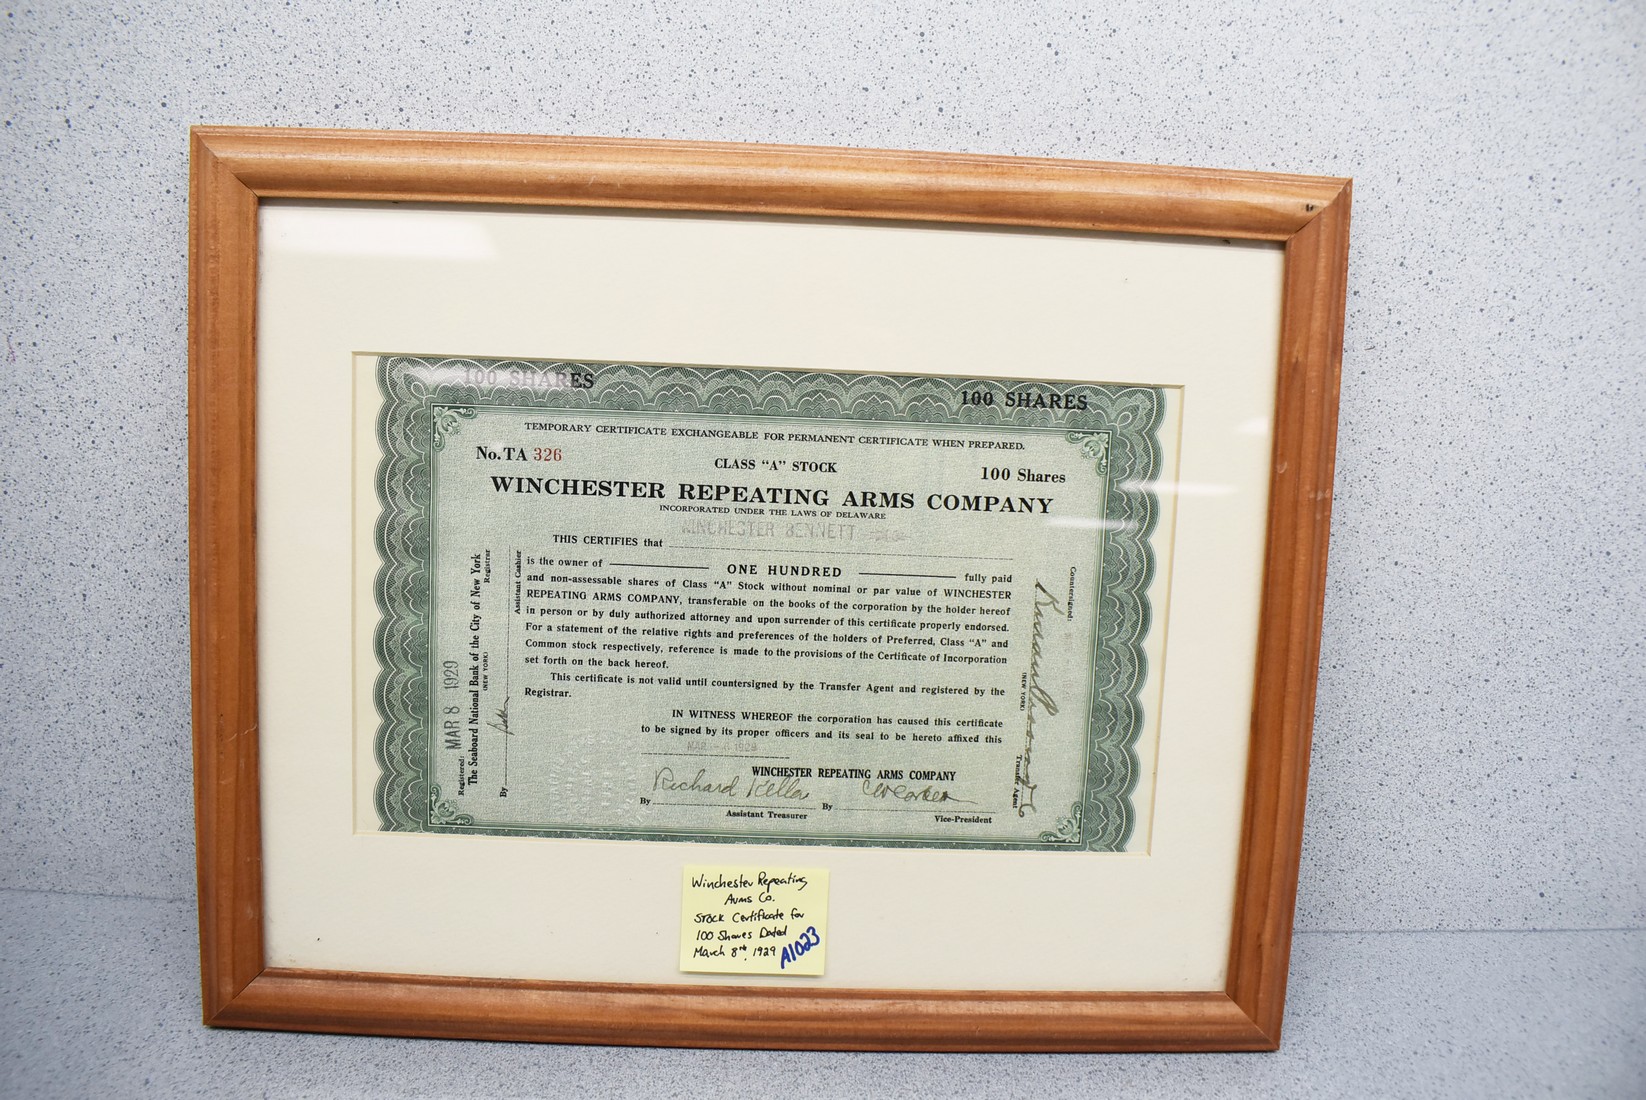 100 SHARES
100 SHARES
TEMPORARY CERTIFICATE EXCHANGEABLE FOR PERMANENT CERTIFICATE WHEN PREPARED.
No. TA 326
CLASS "A" STOCK
100 Shares
WINCHESTER REPEATING ARMS COMPANY
INCORPORATED UNDER THE LAWS OF DELAWARE
WINCHESTER BENNETT
THIS CERTIFIES that
is the owner of ONE HUNDRED fully paid
and non-assessable shares of Class "A" Stock without nominal or par value of WINCHESTER
REPEATING ARMS COMPANY, transferable on the books of the corporation by the holder hereof
in person or by duly authorized attorney and upon surrender of this certificate properly endorsed.
For a statement of the relative rights and preferences of the holders of Preferred, Class "A" and
Common stock respectively, reference is made to the provisions of the Certificate of Incorporation
set forth on the back hereof.
This certificate is not valid until countersigned by the Transfer Agent and registered by the
Registrar.
IN WITNESS WHEREOF the corporation has caused this certificate
to be signed by its proper officers and its seal to be hereto affixed this
MAR - 8 1929
WINCHESTER REPEATING ARMS COMPANY
By Richard
By
Assistant Treasurer
Vice-President
Registered: MAR 8 1929
The Seaboard National Bank of the City of New York
(NEW YORK)
Registrar
By
Assistant Cashier
Countersigned:
(NEW YORK)
Transfer Agent
Winchester Repeating
Arms Co.
Stock Certificate for
100 Shares Dated
March 8th, 1929
A1023